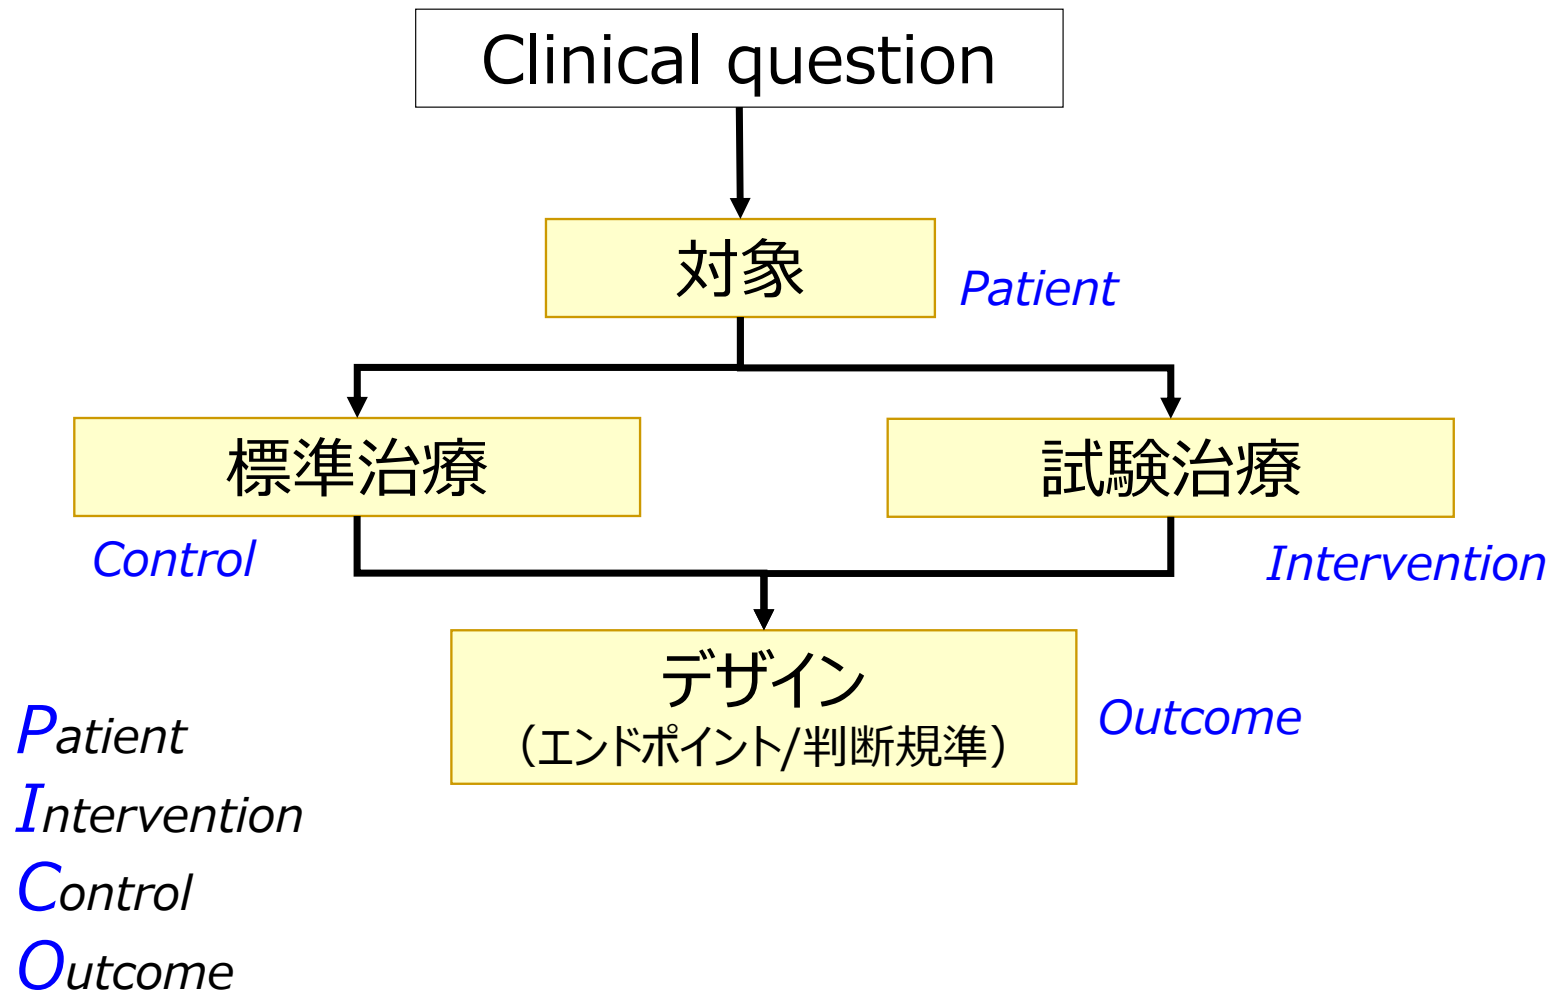 Clinical question
対象
Patient
標準治療
試験治療
Control
Intervention
デザイン
（エンドポイント/判断規準）
Outcome
Patient
Intervention
Control
Outcome